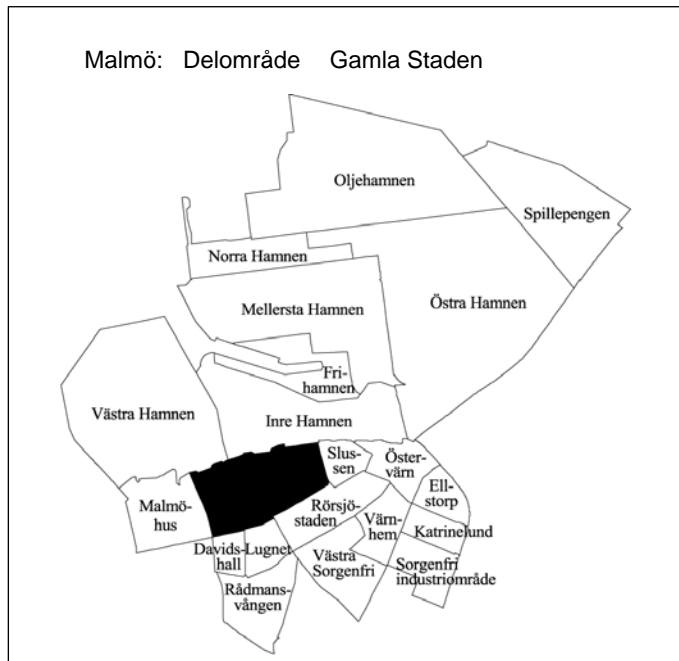 Malmö: Delområde Gamla Staden
Oljehamnen
Spillepengen
Norra Hamnen
Östra Hamnen
Mellersta Hamnen
Fri-
hamnen
Västra Hamnen
Inre Hamnen
Slus-
sen
Öster-
värn
Ell-
storp
Malmö-
hus
Rörsjö-
staden
Värn-
hem
Katrinelund
Davids-
hall
Lugnet
Västra
Sorgenfri
Sorgenfri
industriområde
Rådmans-
vången